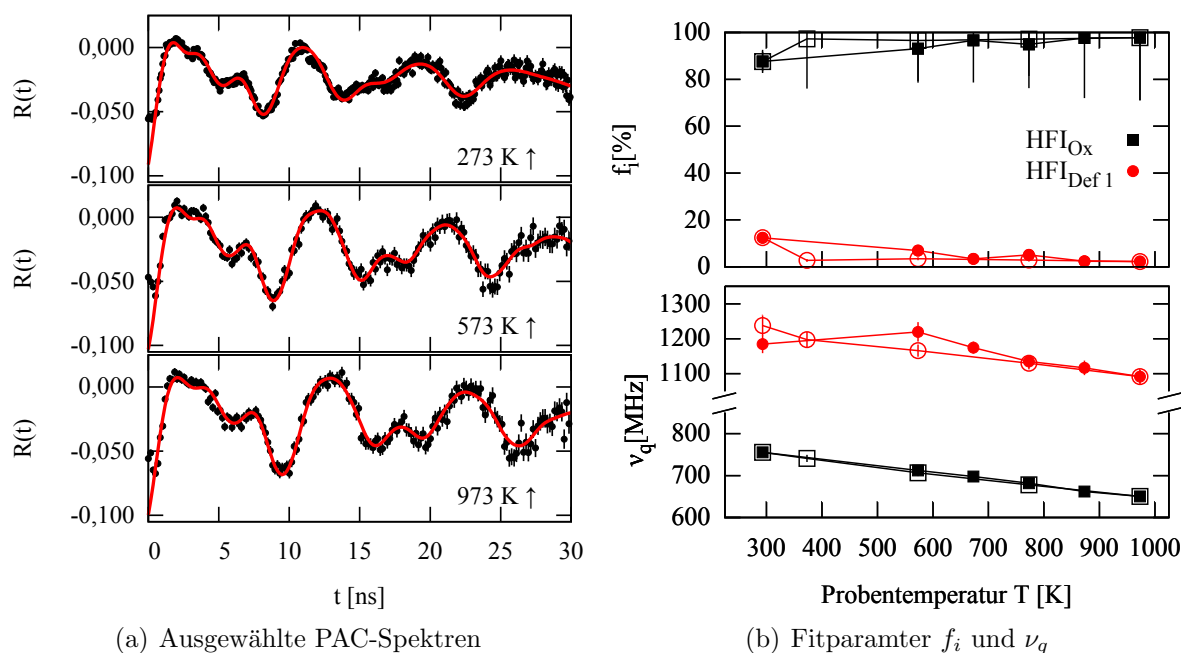 0,000
-0,050
-0,100
R(t)
273 K ↑
0,000
-0,050
-0,100
R(t)
573 K ↑
0,000
-0,050
-0,100
R(t)
973 K ↑
0 5 10 15 20 25 30
t [ns]
(a) Ausgewählte PAC-Spektren
100
80
60
40
20
0
f_i[%]
HFI_Ox
HFI_Def 1
1300
1200
1100
800
700
600
ν_q[MHz]
300 400 500 600 700 800 900 1000
Probentemperatur T [K]
(b) Fitparamter f_i und ν_q